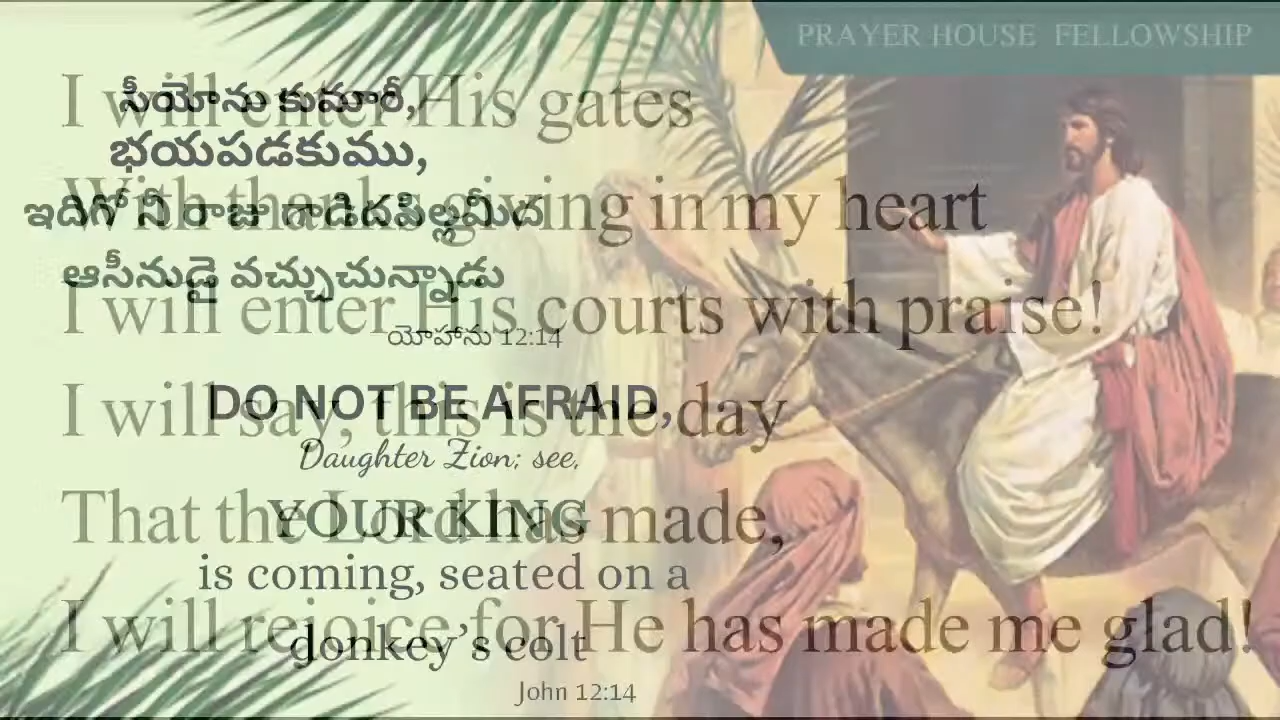 PRAYER HOUSE FELLOWSHIP
I will enter His gates
With thanksgiving in my heart
I will enter His courts with praise!
I will say, this is the day
That the Lord has made,
I will rejoice for He has made me glad!
సీయోను కుమారీ,
భయపడకుము,
ఇదిగో నీ రాజు గాడిదపిల్లమీద
ఆసీనుడై వచ్చుచున్నాడు
యోహాను 12:14
DO NOT BE AFRAID,
Daughter Zion; see,
YOUR KING
is coming, seated on a
donkey’s colt
John 12:14